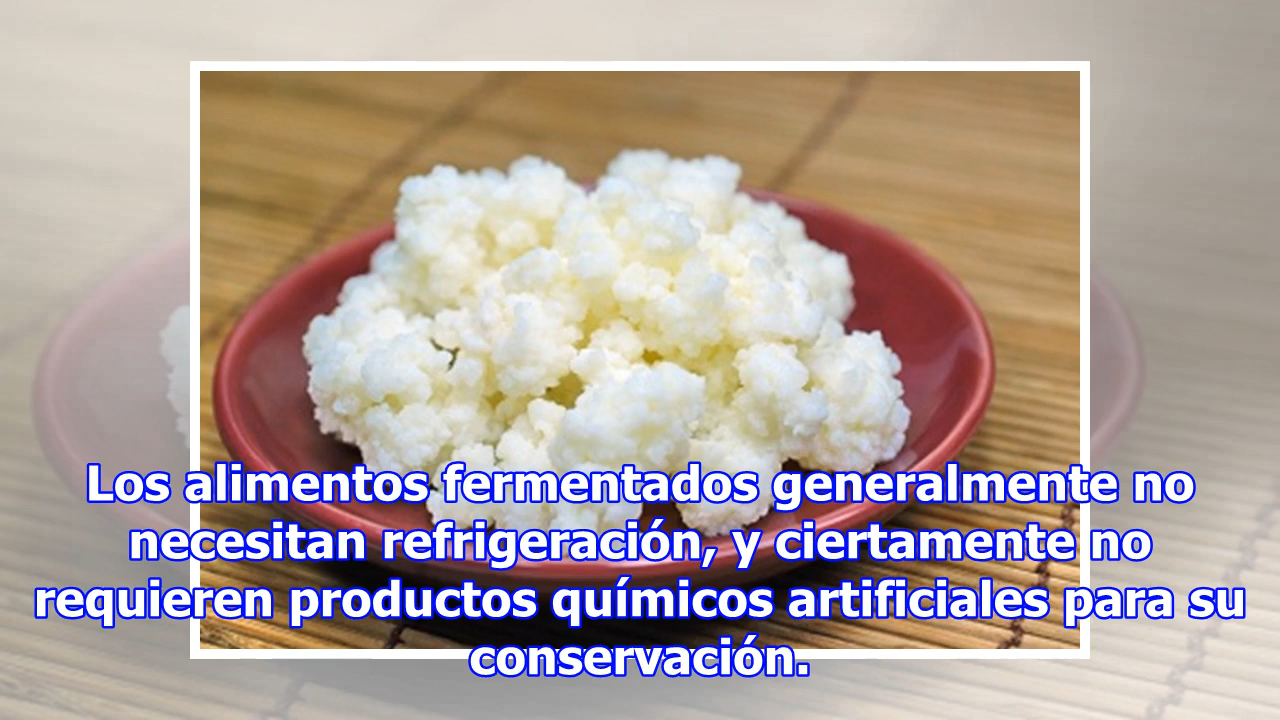 Los alimentos fermentados generalmente no
necesitan refrigeración, y ciertamente no
requieren productos químicos artificiales para su
conservación.